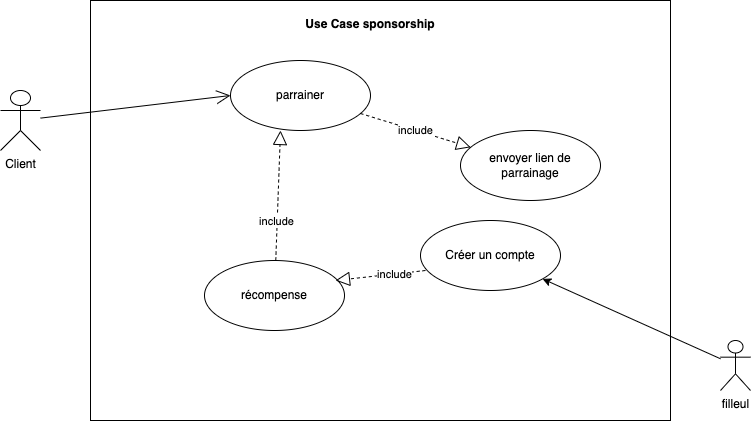 Use Case sponsorship
parrainer
Client
include
envoyer lien de
parrainage
include
Créer un compte
include
récompense
filleul